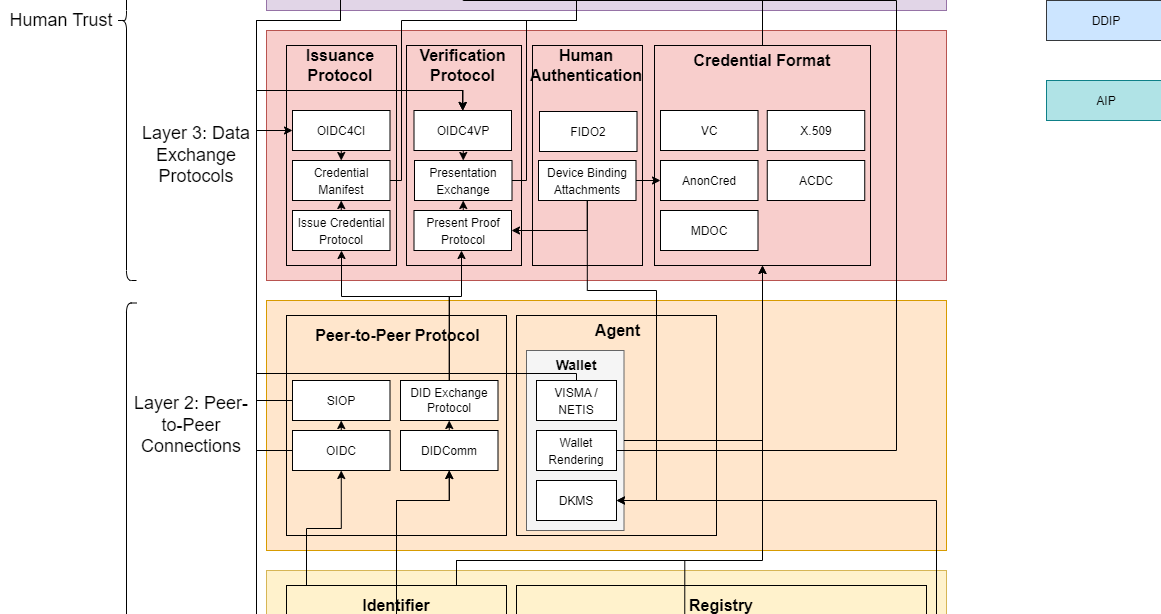 Human Trust
DDIP
AIP
Layer 3: Data
Exchange
Protocols
Issuance
Protocol
OIDC4CI
Credential
Manifest
Issue Credential
Protocol
Verification
Protocol
OIDC4VP
Presentation
Exchange
Present Proof
Protocol
Human
Authentication
FIDO2
Device Binding
Attachments
Credential Format
VC
X.509
AnonCred
ACDC
MDOC
Layer 2: Peer-
to-Peer
Connections
Peer-to-Peer Protocol
SIOP
DID Exchange
Protocol
OIDC
DIDComm
Agent
Wallet
VISMA /
NETIS
Wallet
Rendering
DKMS
Identifier
Registry